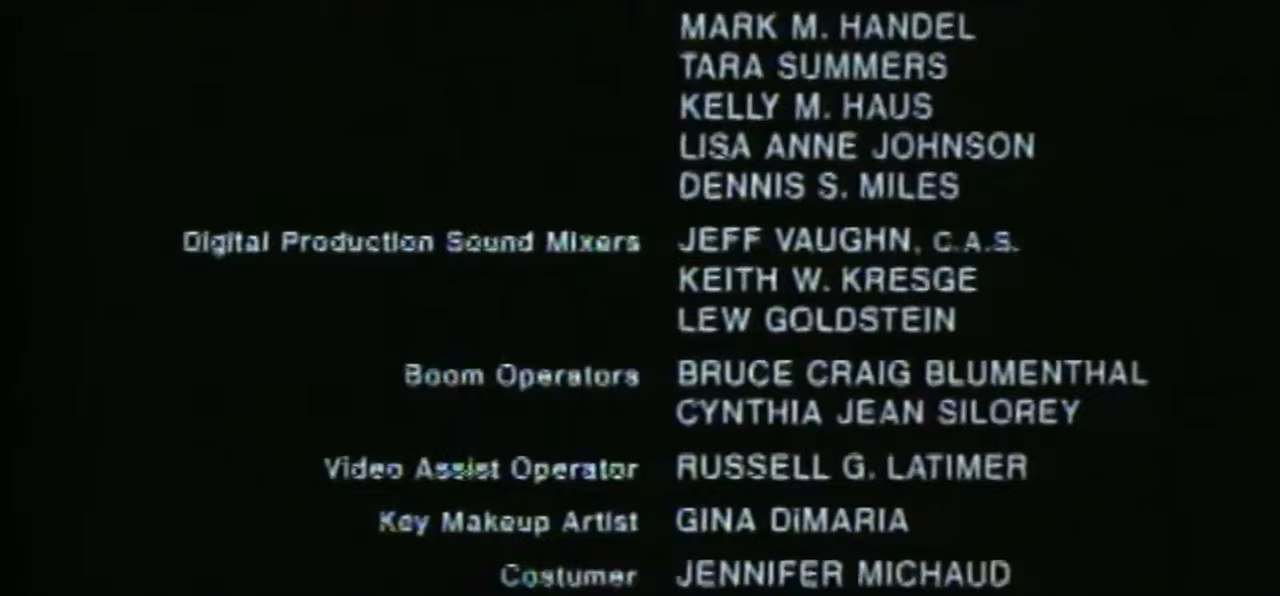 MARK M. HANDEL
TARA SUMMERS
KELLY M. HAUS
LISA ANNE JOHNSON
DENNIS S. MILES
Digital Production Sound Mixers JEFF VAUGHN, C.A.S.
KEITH W. KRESGE
LEW GOLDSTEIN
Boom Operators BRUCE CRAIG BLUMENTHAL
CYNTHIA JEAN SILOREY
Video Assist Operator RUSSELL G. LATIMER
Key Makeup Artist GINA DiMARIA
Costumer JENNIFER MICHAUD